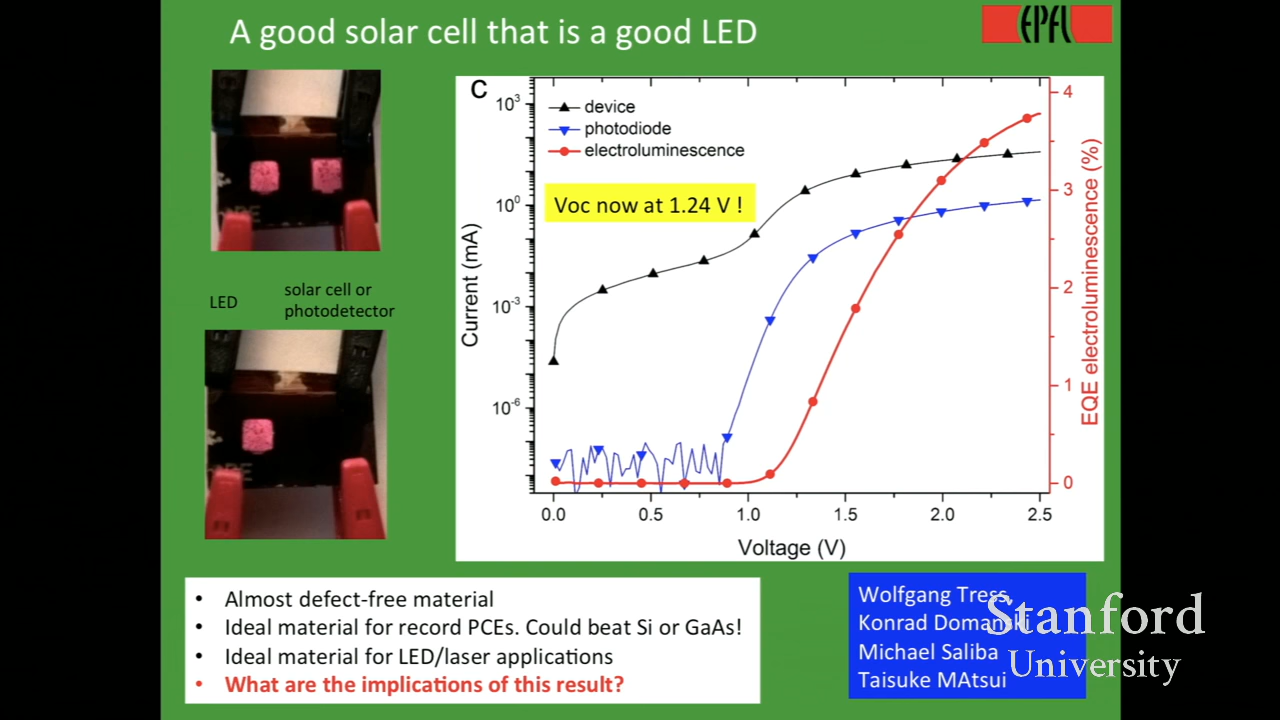 A good solar cell that is a good LED
EPFL
LED
solar cell or
photodetector
C
device
photodiode
electroluminescence
Voc now at 1.24 V !
Current (mA)
10³
10⁰
10⁻³
10⁻⁶
EQE electroluminescence (%)
4
3
2
1
0
0.0 0.5 1.0 1.5 2.0 2.5
Voltage (V)
• Almost defect-free material
• Ideal material for record PCEs. Could beat Si or GaAs!
• Ideal material for LED/laser applications
• What are the implications of this result?
Wolfgang Tress,
Konrad Domanski
Michael Saliba
Taisuke MAtsui
Stanford
University